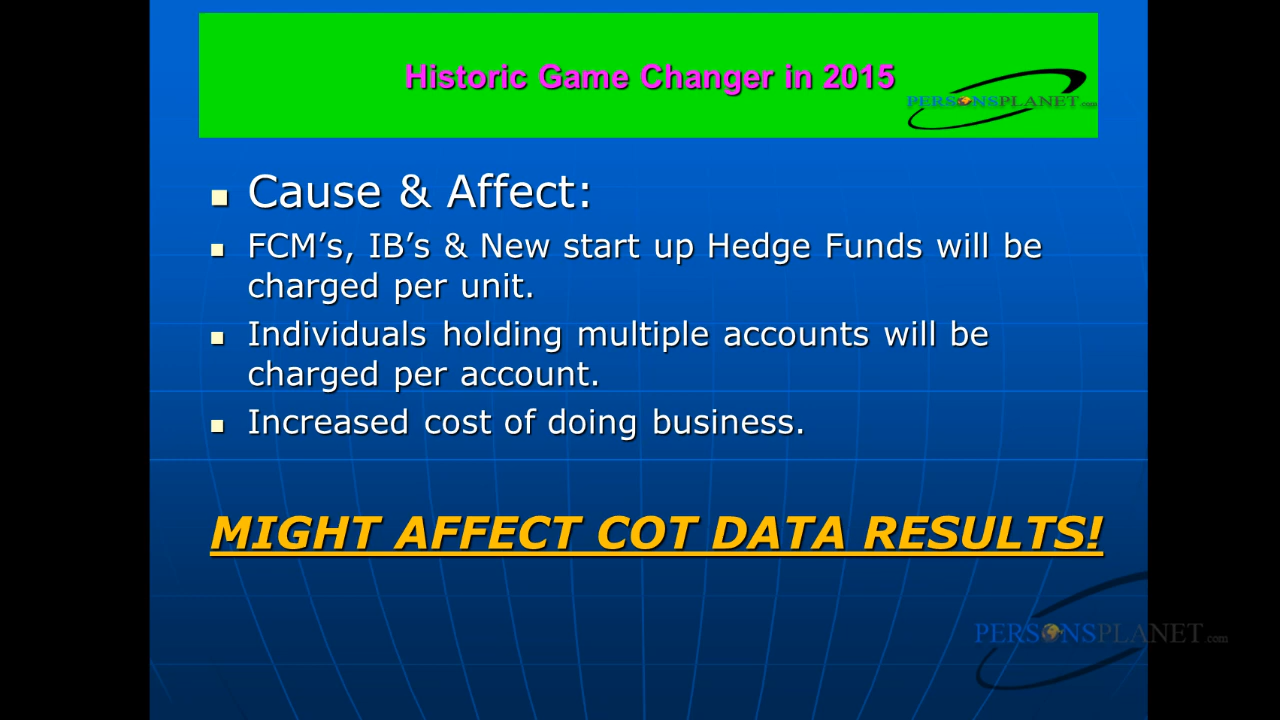 Historic Game Changer in 2015
PERSONSPLANET.com
Cause & Affect:
FCM’s, IB’s & New start up Hedge Funds will be
charged per unit.
Individuals holding multiple accounts will be
charged per account.
Increased cost of doing business.
MIGHT AFFECT COT DATA RESULTS!
PERSONSPLANET.com